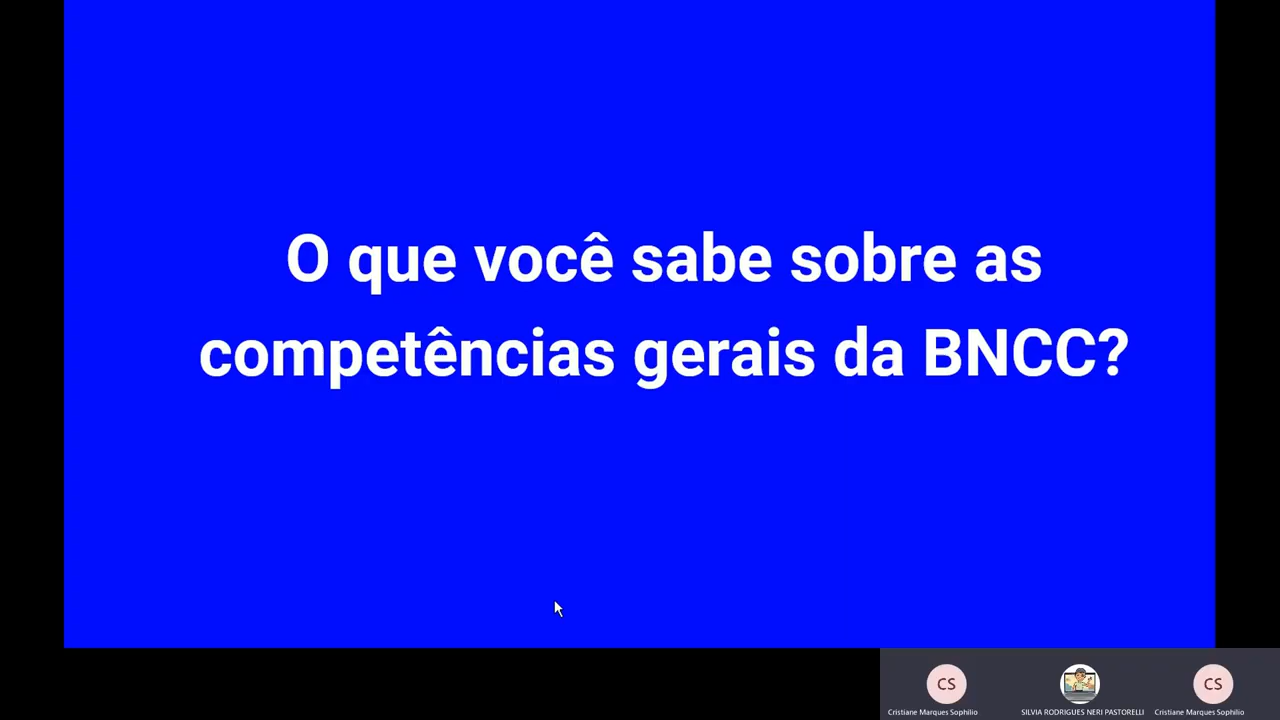 O que você sabe sobre as
competências gerais da BNCC?
CS
CS
Cristiane Marques Sophilio
SILVIA RODRIGUES NERI PASTORELLI
Cristiane Marques Sophilio